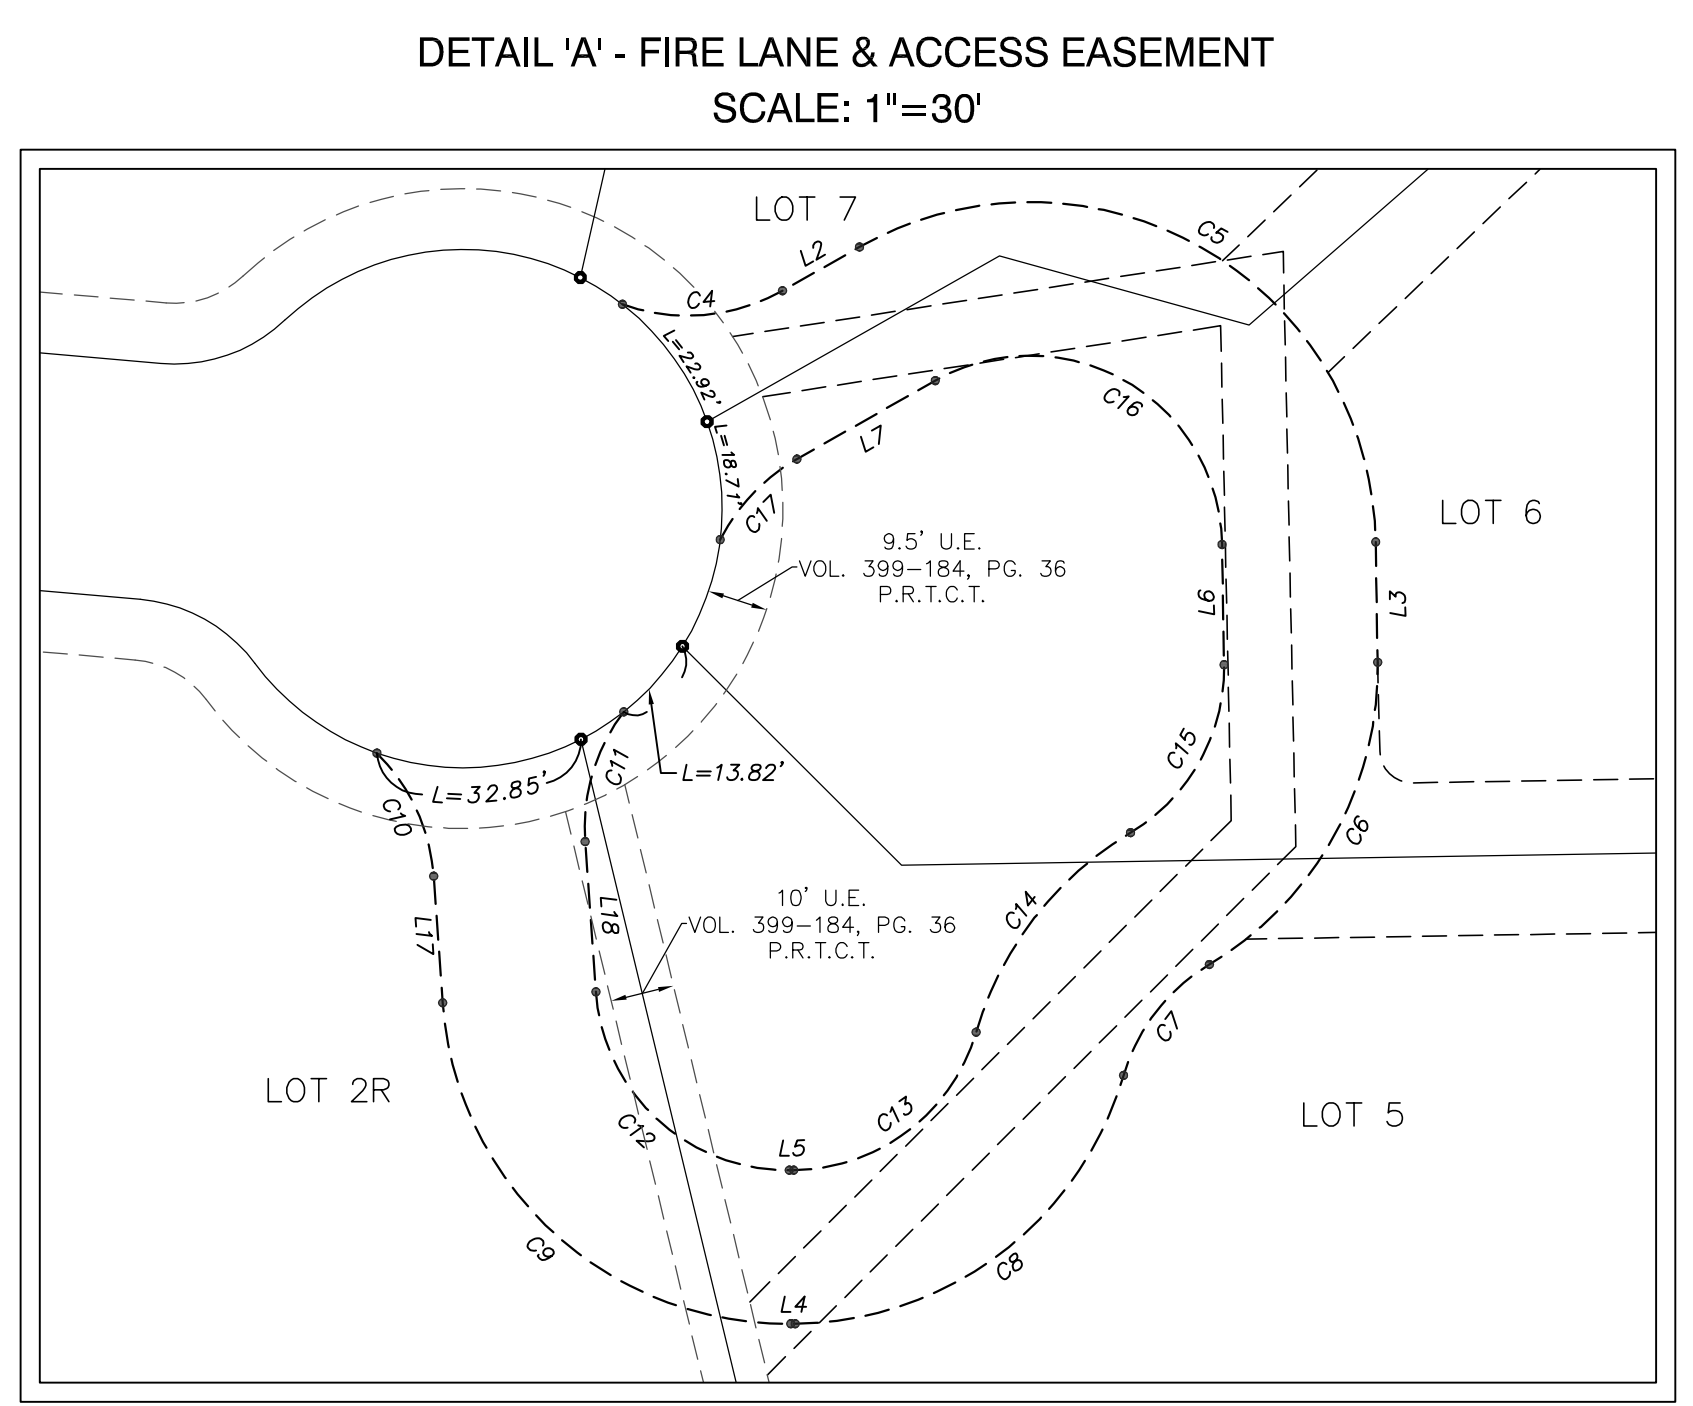 DETAIL 'A' - FIRE LANE & ACCESS EASEMENT
SCALE: 1"=30'
LOT 7
C5
L2
C4
L=22.92'
C16
L7
L=18.71'
C17
LOT 6
9.5' U.E.
VOL. 399-184, PG. 36
P.R.T.C.T.
L6
L3
C15
C11
L=13.82'
L=32.85'
C10
C6
10' U.E.
VOL. 399-184, PG. 36
P.R.T.C.T.
C14
L18
L17
C7
LOT 2R
LOT 5
C13
C12
L5
C9
C8
L4